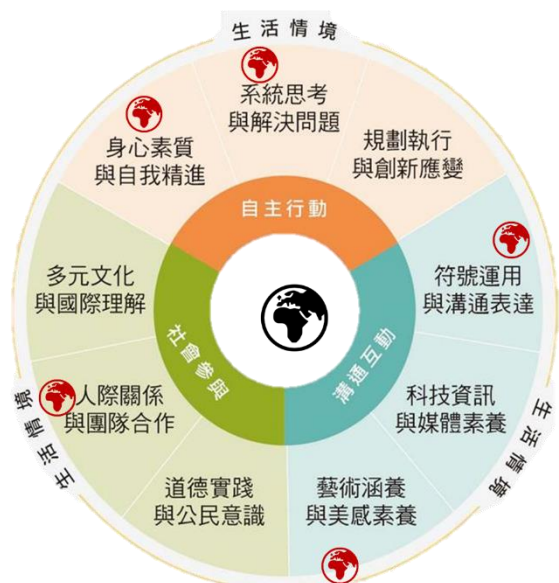 生活情境
系統思考
與解決問題
身心素質
與自我精進
規劃執行
與創新應變
自主行動
多元文化
與國際理解
符號運用
與溝通表達
社會參與
溝通互動
人際關係
與團隊合作
科技資訊
與媒體素養
生活情境
生活情境
道德實踐
與公民意識
藝術涵養
與美感素養